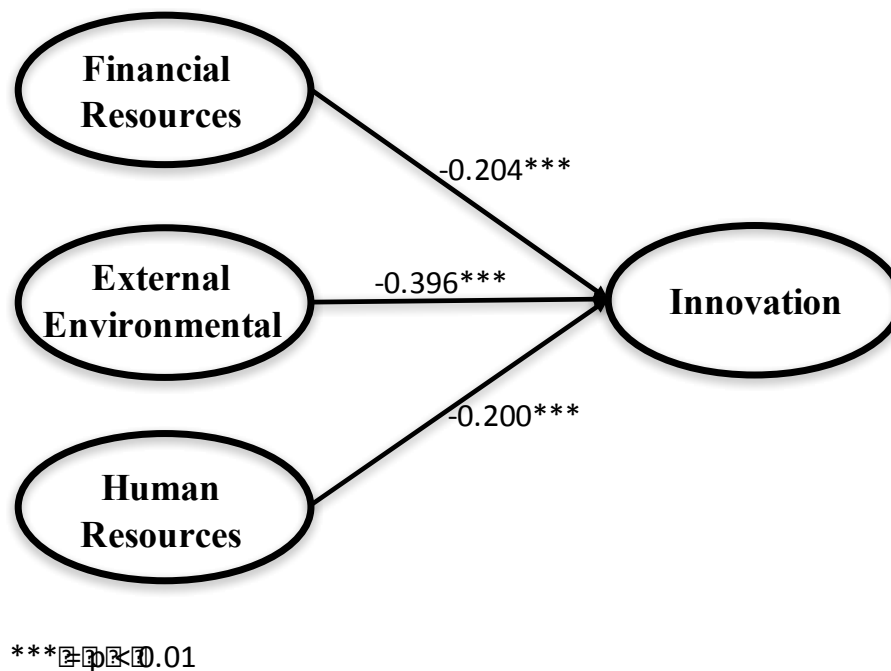 Financial
Resources
-0.204***
External
Environmental
-0.396***
Innovation
-0.200***
Human
Resources
***=p<0.01